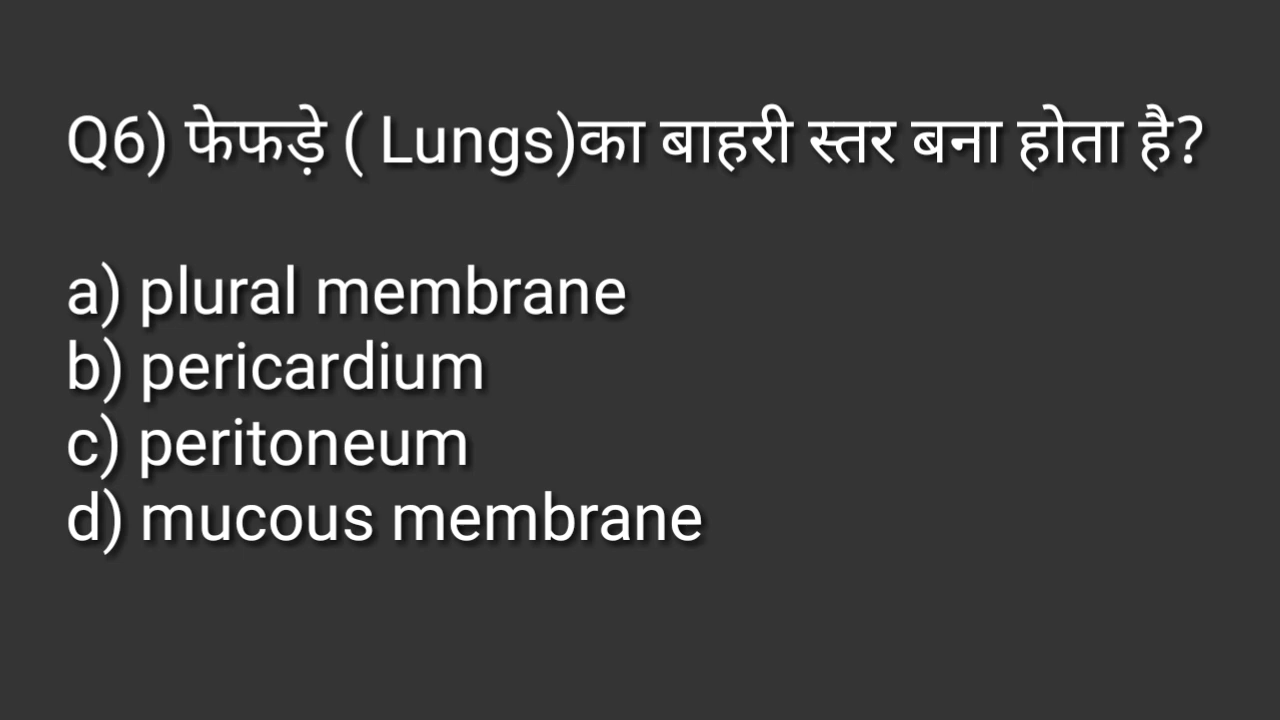 Q6) फेफड़े ( Lungs)का बाहरी स्तर बना होता है?
a) plural membrane
b) pericardium
c) peritoneum
d) mucous membrane